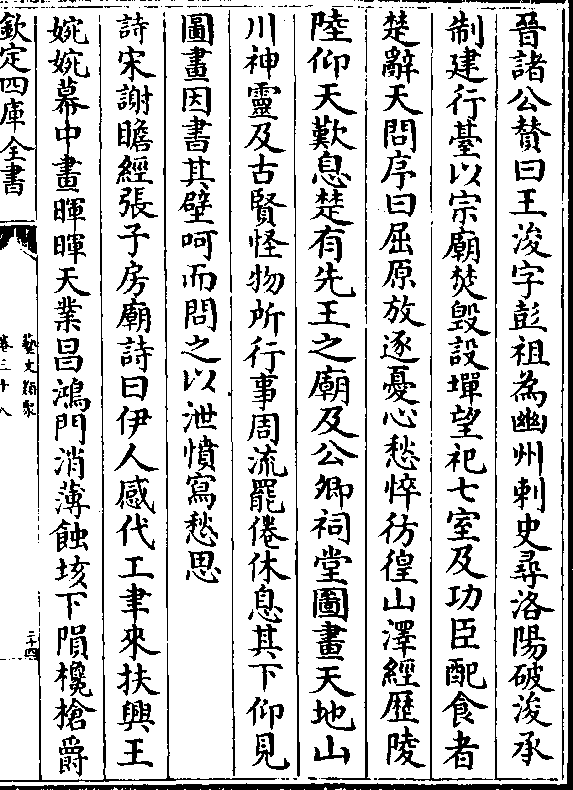 晉諸公贊曰王浚字彭祖為幽州刺史尋洛陽破浚承
制建行臺以宗廟焚毀設墠望祀七室及功臣配食者
楚辭天問序曰屈原放逐憂心愁悴彷徨山澤經歷陵
陸仰天歎息楚有先王之廟及公卿祠堂圖畫天地山
川神靈及古賢怪物所行事周流罷倦休息其下仰見
圖畫因書其壁呵而問之以泄憤寫愁思
詩宋謝瞻經張子房廟詩曰伊人感代工聿來扶興王
婉婉幕中畫暉暉天業昌鴻門消薄蝕垓下隕欃槍爵
欽定四庫全書
藝文類聚
卷三十八
三十四